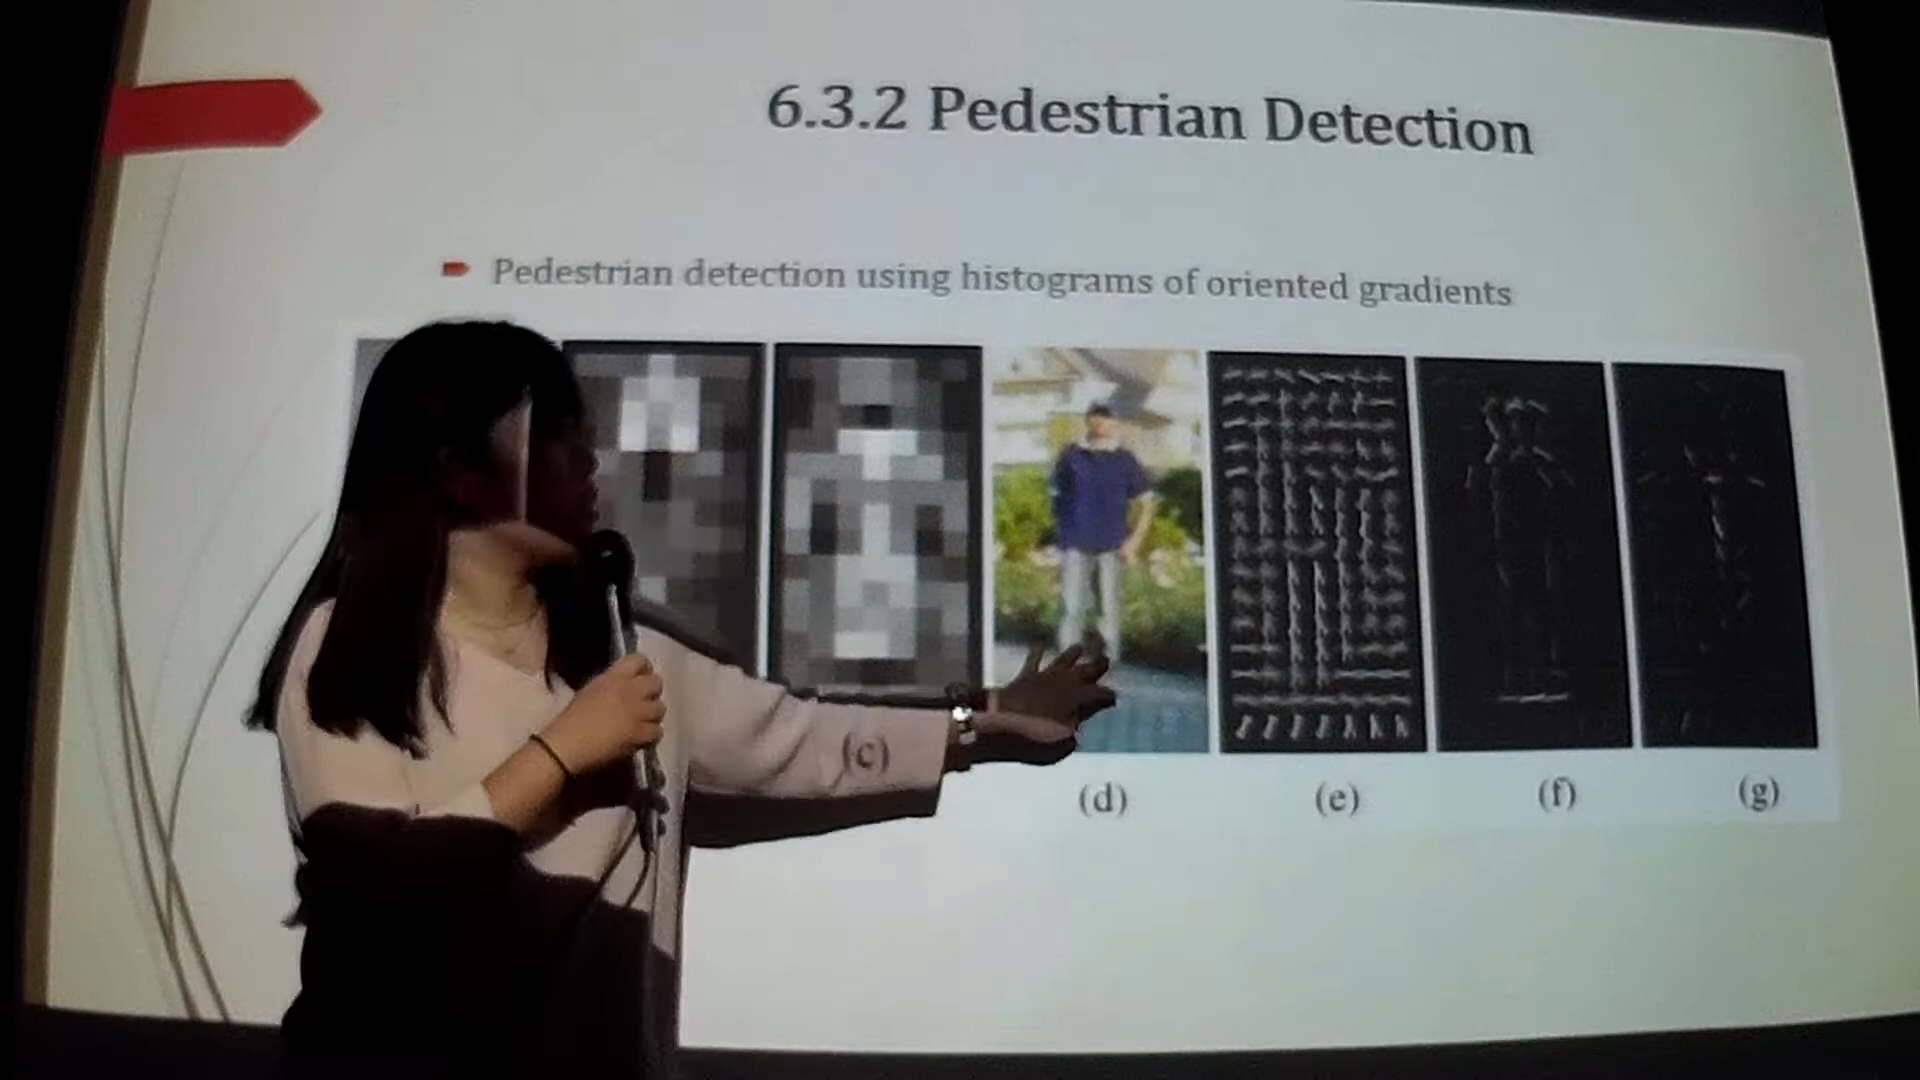 6.3.2 Pedestrian Detection
Pedestrian detection using histograms of oriented gradients
(c) (d) (e) (f) (g)